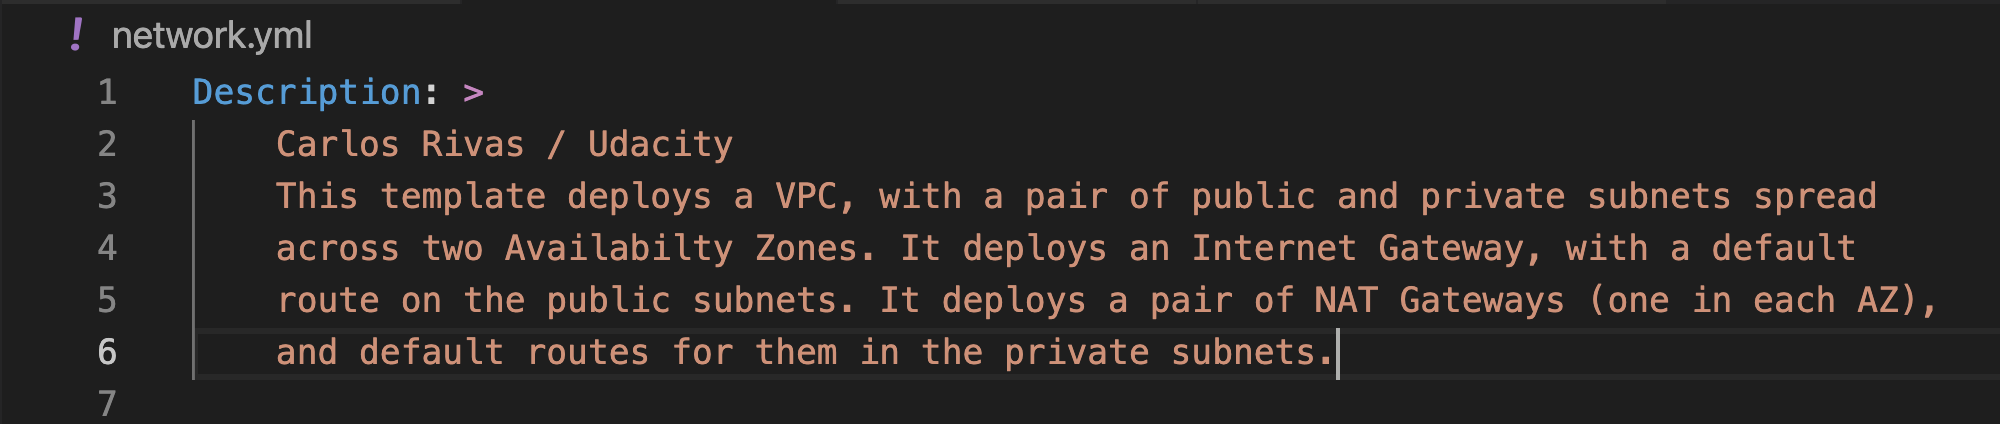 ! network.yml
1 Description: >
2 Carlos Rivas / Udacity
3 This template deploys a VPC, with a pair of public and private subnets spread
4 across two Availabilty Zones. It deploys an Internet Gateway, with a default
5 route on the public subnets. It deploys a pair of NAT Gateways (one in each AZ),
6 and default routes for them in the private subnets.
7